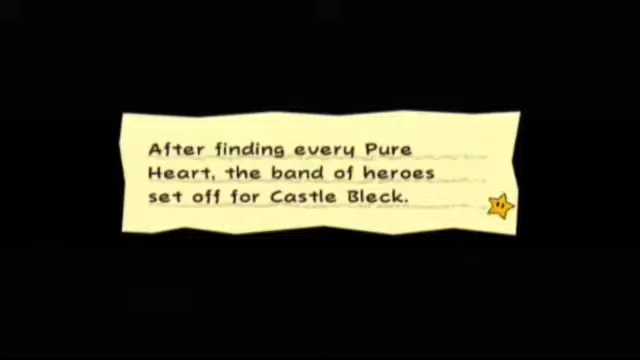 After finding every Pure
Heart, the band of heroes
set off for Castle Bleck.